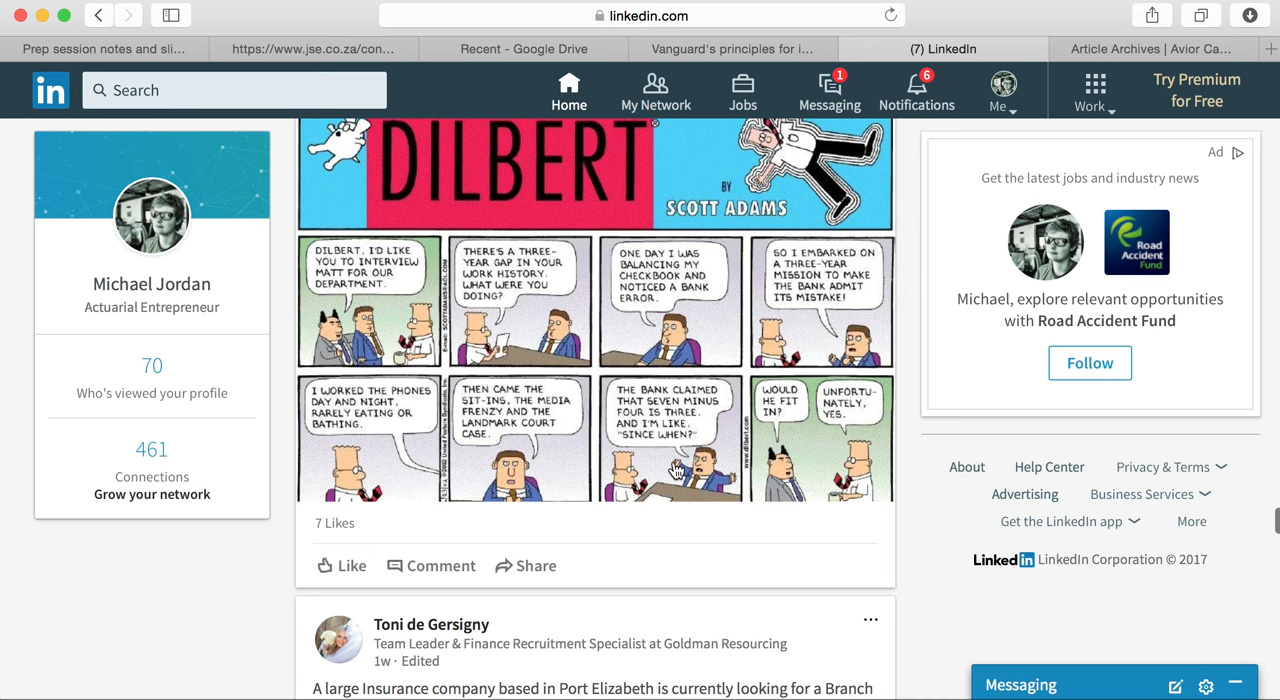 linkedin.com
Prep session notes and sli...
https://www.jse.co.za/con...
Recent - Google Drive
Vanguard's principles for i...
(7) LinkedIn
Article Archives | Avior Ca...
in
Search
Home
My Network
Jobs
1
Messaging
6
Notifications
Me
Work
Try Premium
for Free
Michael Jordan
Actuarial Entrepreneur
70
Who's viewed your profile
461
Connections
Grow your network
DILBERT®
BY
SCOTT ADAMS
DILBERT, I'D LIKE
YOU TO INTERVIEW
MATT FOR OUR
DEPARTMENT.
THERE'S A THREE-
YEAR GAP IN YOUR
WORK HISTORY.
WHAT WERE YOU
DOING?
ONE DAY I WAS
BALANCING MY
CHECKBOOK AND
NOTICED A BANK
ERROR.
SO I EMBARKED ON
A THREE-YEAR
MISSION TO MAKE
THE BANK ADMIT
ITS MISTAKE!
I WORKED THE PHONES
DAY AND NIGHT,
RARELY EATING OR
BATHING.
THEN CAME THE
SIT-INS, THE MEDIA
FRENZY AND THE
LANDMARK COURT
CASE.
THE BANK CLAIMED
THAT SEVEN MINUS
FOUR IS THREE.
AND I'M LIKE,
"SINCE WHEN?"
www.dilbert.com
WOULD
HE FIT
IN?
UNFORTU-
NATELY,
YES.
7 Likes
Like
Comment
Share
Toni de Gersigny
Team Leader & Finance Recruitment Specialist at Goldman Resourcing
1w · Edited
A large Insurance company based in Port Elizabeth is currently looking for a Branch
Ad
Get the latest jobs and industry news
Road
Accident
Fund
Michael, explore relevant opportunities
with Road Accident Fund
Follow
About
Help Center
Privacy & Terms
Advertising
Business Services
Get the LinkedIn app
More
Linked in LinkedIn Corporation © 2017
Messaging